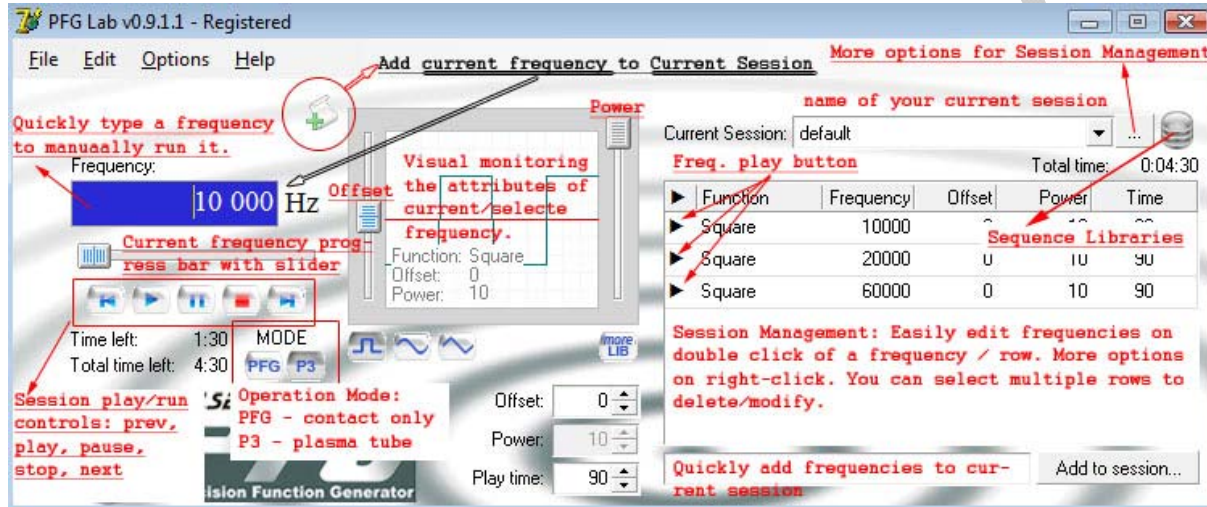 PFG Lab v0.9.1.1 - Registered
File Edit Options Help
Add current frequency to Current Session
More options for Session Management
Quickly type a frequency
to manuaally run it.
Frequency:
10 000 Hz
Power
Offset
Visual monitoring
the attributes of
current/selecte
frequency.
Function: Square
Offset: 0
Power: 10
Current frequency prog-
ress bar with slider
Time left: 1:30
Total time left: 4:30
MODE
PFG P3
more
LIB
Session play/run
controls: prev,
play, pause,
stop, next
Operation Mode:
PFG - contact only
P3 - plasma tube
ision Function Generator
Offset: 0
Power: 10
Play time: 90
name of your current session
Current Session: default ...
Freq. play button
Total time: 0:04:30
Function Frequency Offset Power Time
Square 10000
Sequence Libraries
Square 20000 0 10 90
Square 60000 0 10 90
Session Management: Easily edit frequencies on
double click of a frequency / row. More options
on right-click. You can select multiple rows to
delete/modify.
Quickly add frequencies to cur-
rent session
Add to session...